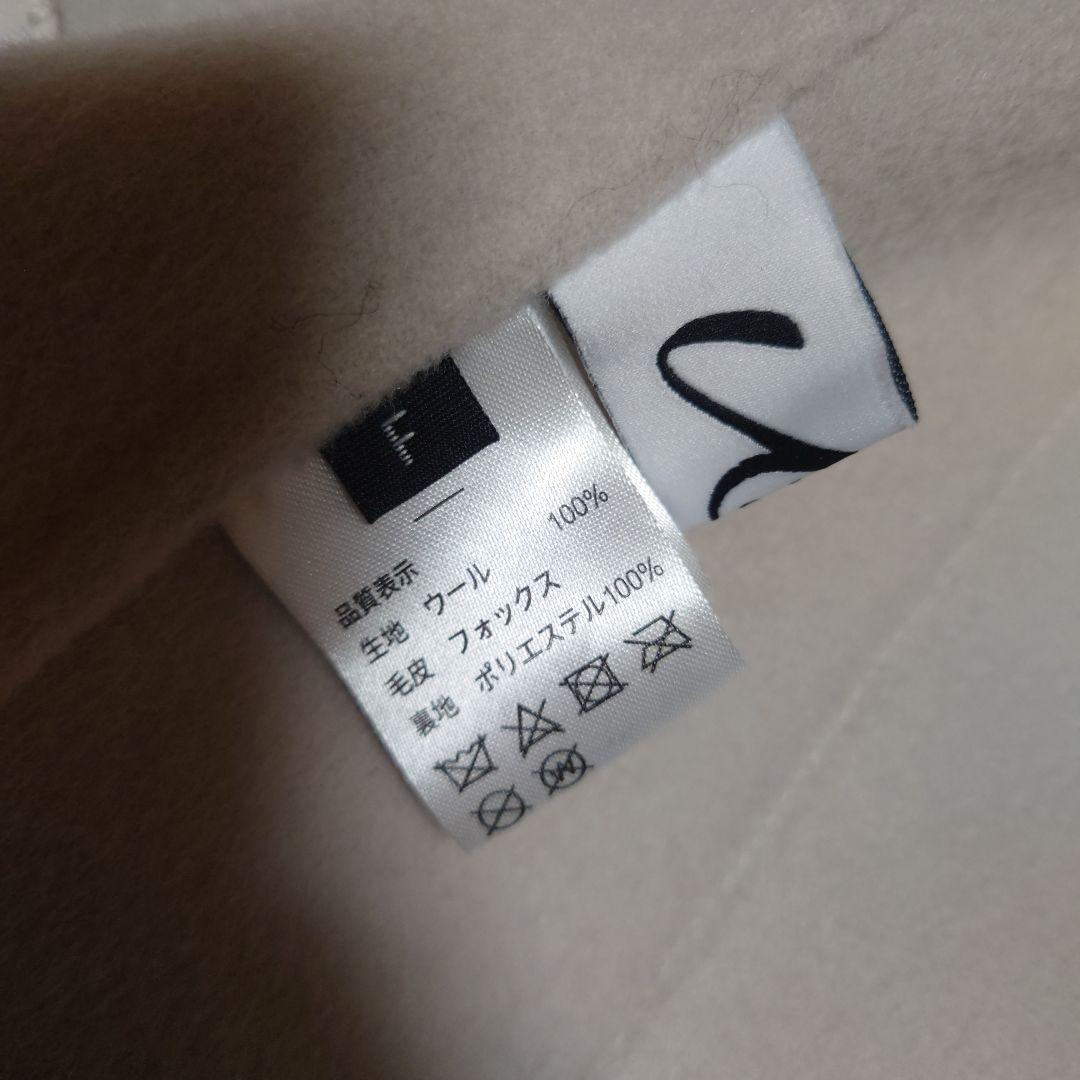 F
品質表示
生地 ウール 100%
毛皮 フォックス
裏地 ポリエステル100%